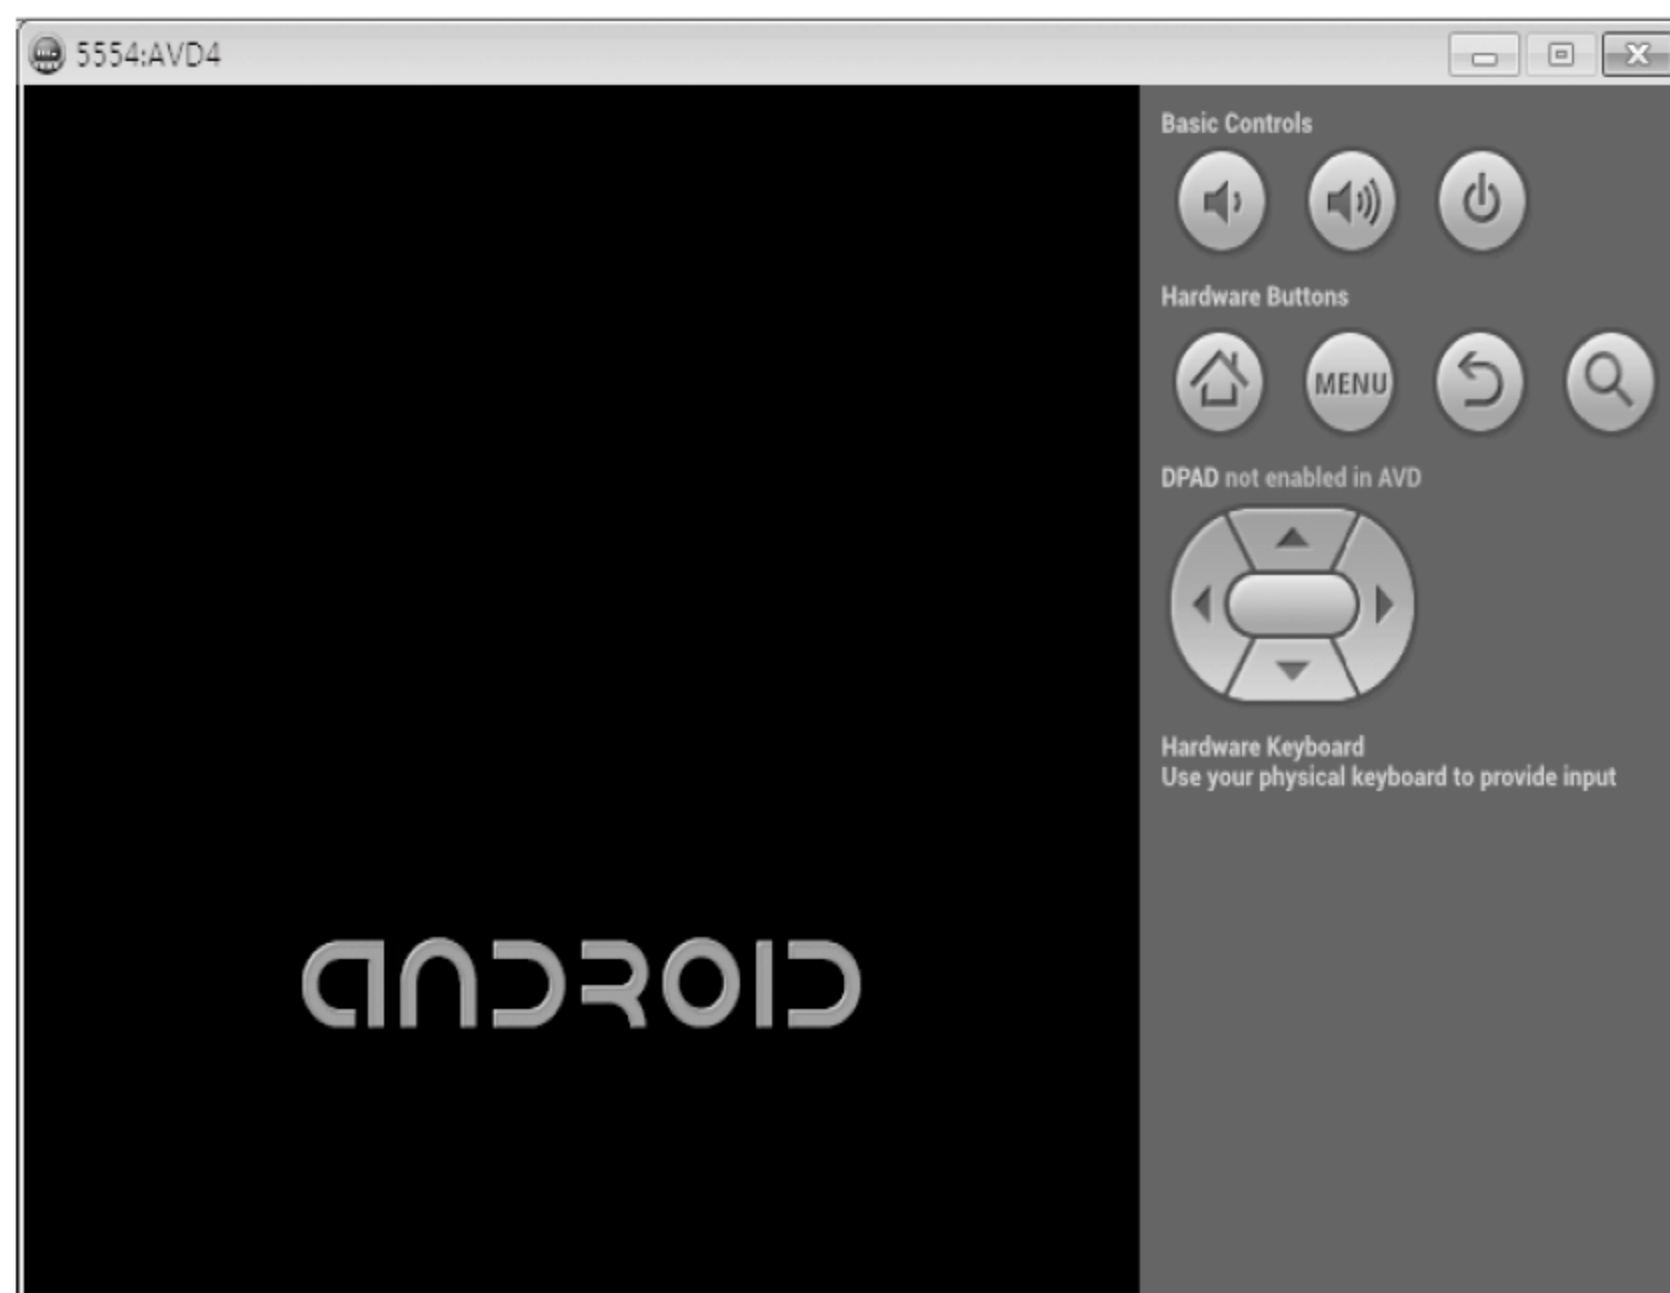 5554:AVD4
Basic Controls
Hardware Buttons
MENU
DPAD not enabled in AVD
Hardware Keyboard
Use your physical keyboard to provide input
ANDROID